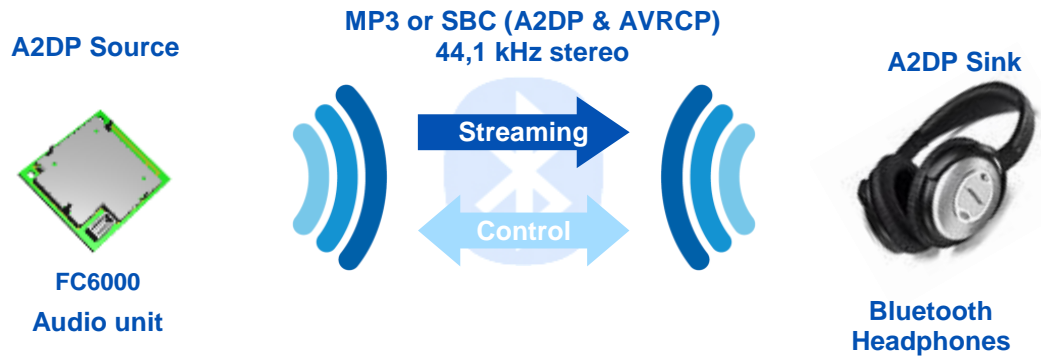 MP3 or SBC (A2DP & AVRCP)
44,1 kHz stereo
A2DP Source
A2DP Sink
Streaming
Control
FC6000
Audio unit
Bluetooth
Headphones